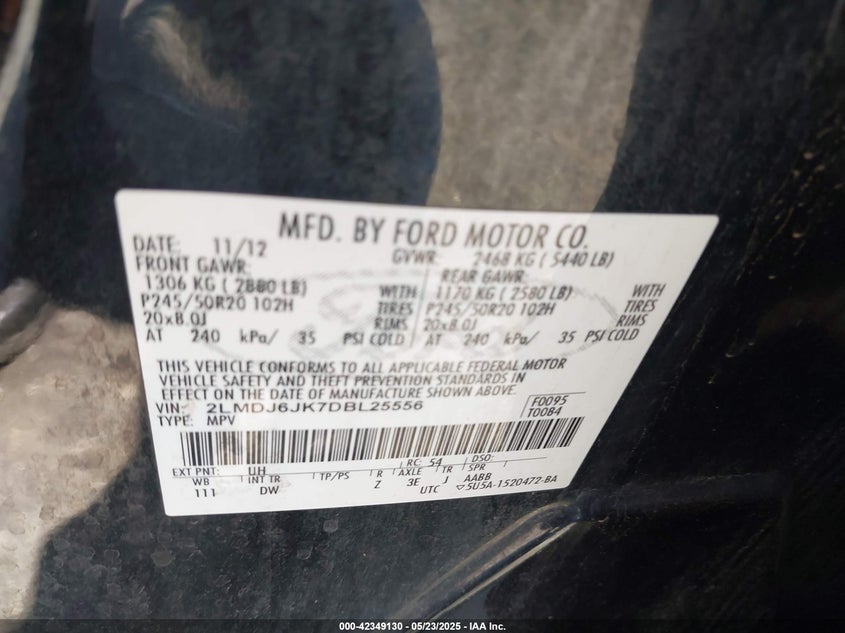 MFD. BY FORD MOTOR CO.
DATE: 11/12 GVWR: 2468 KG ( 5440 LB)
FRONT GAWR: REAR GAWR:
1306 KG ( 2880 LB) WITH 1170 KG ( 2580 LB) WITH
P245/50R20 102H TIRES P245/50R20 102H TIRES
20x8.0J RIMS 20x8.0J RIMS
AT 240 kPa/ 35 PSI COLD AT 240 kPa/ 35 PSI COLD
THIS VEHICLE CONFORMS TO ALL APPLICABLE FEDERAL MOTOR
VEHICLE SAFETY AND THEFT PREVENTION STANDARDS IN
EFFECT ON THE DATE OF MANUFACTURE SHOWN ABOVE.
VIN: 2LMDJ6JK7DBL25556 F0095
TYPE: MPV T0084
EXT PNT: UH RC: 54 DSO:
WB INT TR TP/PS R AXLE TR SPR
111 DW Z 3E J AABB
UTC ▽5U5A-1520472-BA
000-42349130 - 05/23/2025 - IAA Inc.